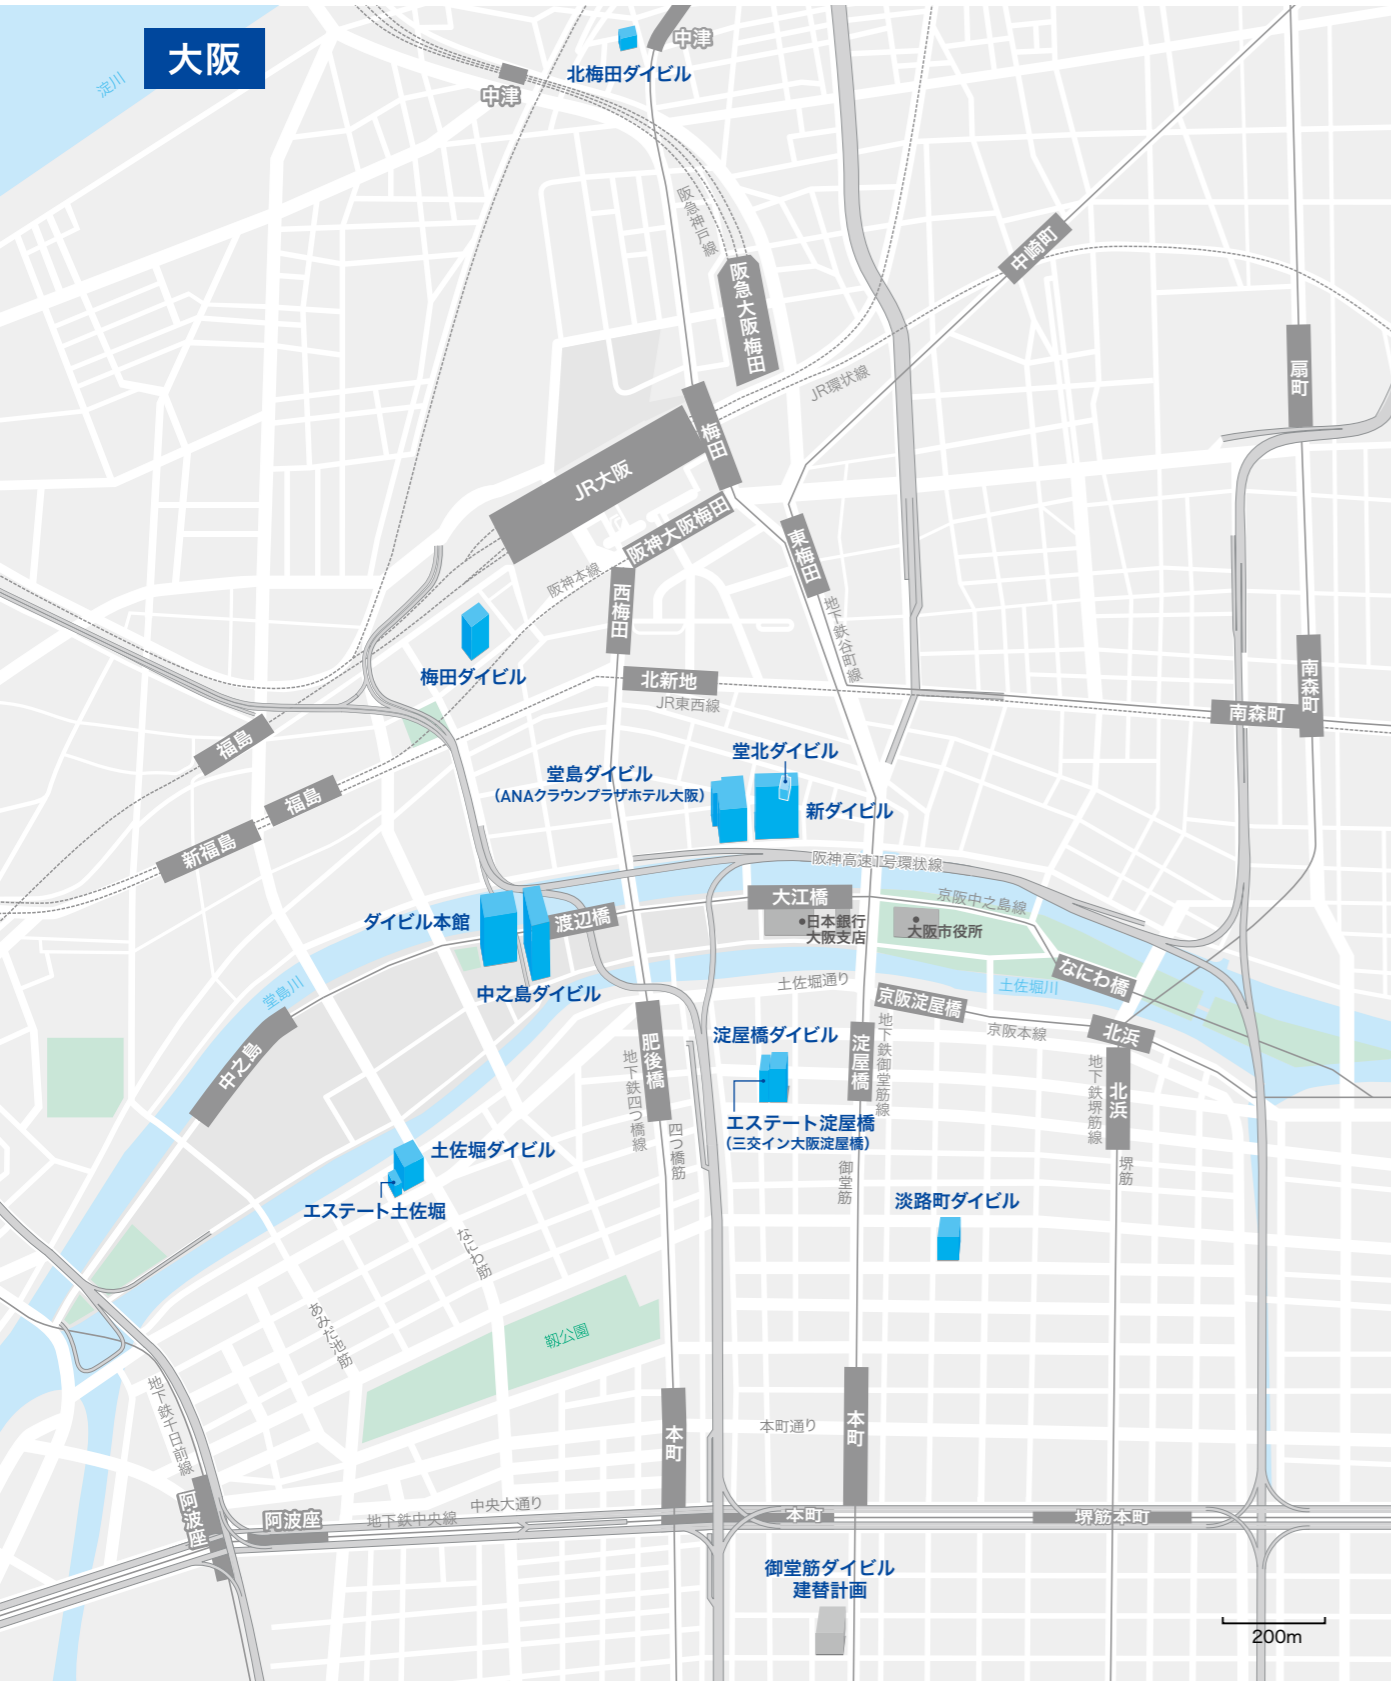 大阪
淀川
中津
北梅田ダイビル
中津
阪急神戸線
阪急大阪梅田
中崎町
JR環状線
扇町
梅田
JR大阪
阪神大阪梅田
東梅田
阪神本線
西梅田
地下鉄谷町線
梅田ダイビル
北新地
JR東西線
南森町
南森町
福島
福島
新福島
堂北ダイビル
堂島ダイビル
(ANAクラウンプラザホテル大阪)
新ダイビル
阪神高速1号環状線
大江橋
京阪中之島線
ダイビル本館
渡辺橋
日本銀行
大阪支店
大阪市役所
なにわ橋
中之島ダイビル
土佐堀通り
土佐堀川
堂島川
京阪淀屋橋
京阪本線
北浜
中之島
肥後橋
地下鉄四つ橋線
四つ橋筋
淀屋橋ダイビル
淀屋橋
地下鉄御堂筋線
北浜
地下鉄堺筋線
堺筋
エステート淀屋橋
(三交イン大阪淀屋橋)
御堂筋
土佐堀ダイビル
エステート土佐堀
淡路町ダイビル
なにわ筋
あみだ池筋
靱公園
地下鉄千日前線
本町
本町通り
本町
阿波座
阿波座
地下鉄中央線
中央大通り
本町
堺筋本町
御堂筋ダイビル
建替計画
200m